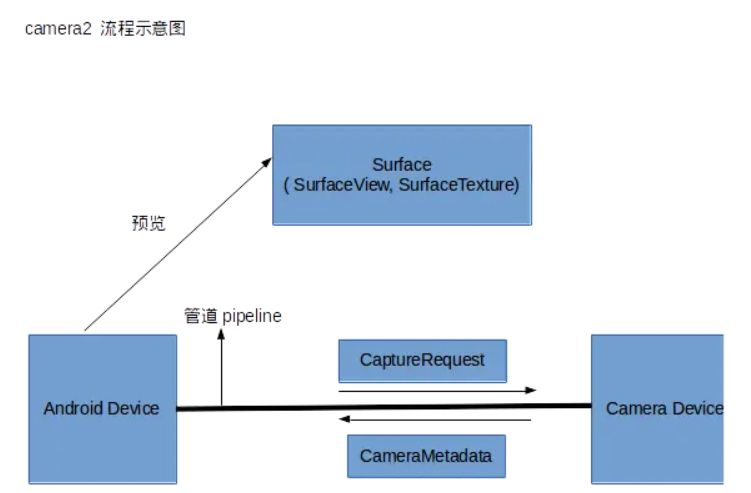 camera2 流程示意图
Surface
( SurfaceView, SurfaceTexture)
预览
管道 pipeline
CaptureRequest
Android Device
Camera Device
CameraMetadata